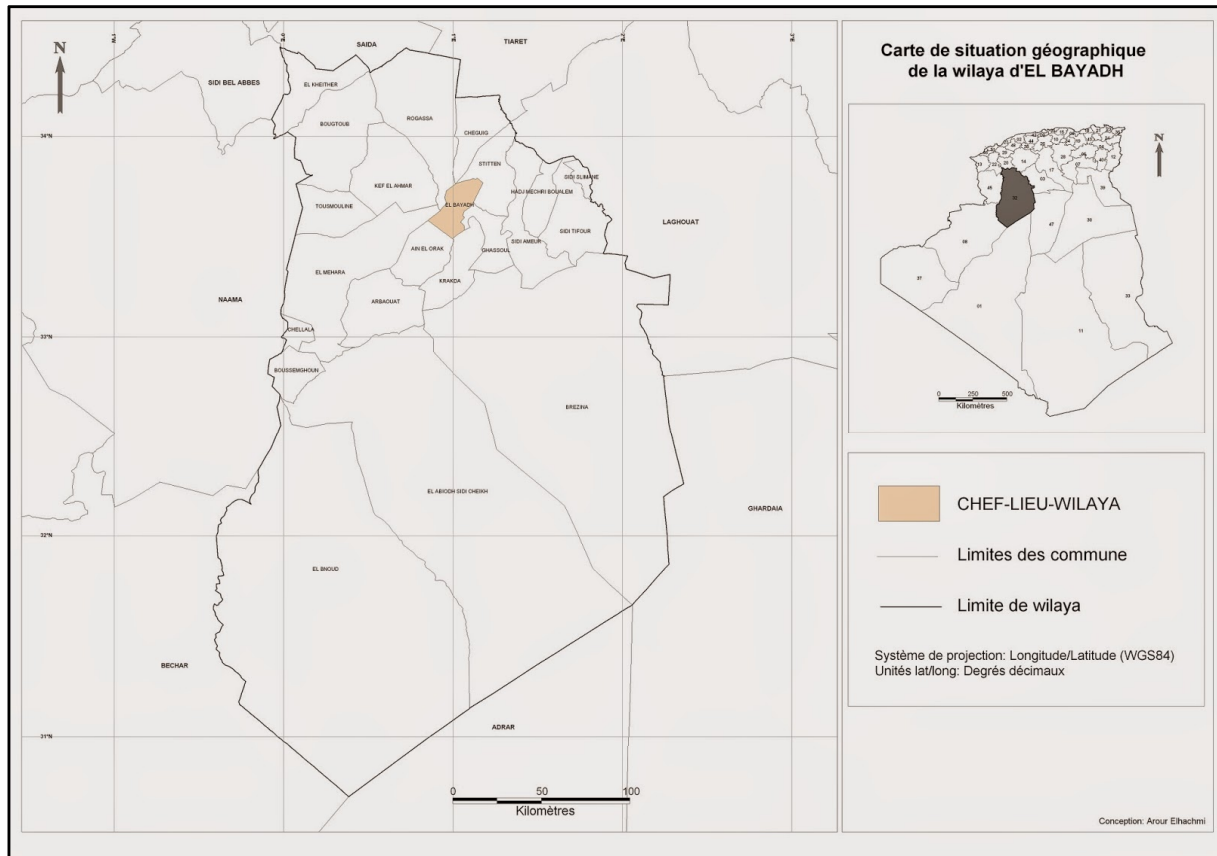 Carte de situation géographique
de la wilaya d'EL BAYADH
N
SAIDA
TIARET
SIDI BEL ABBES
EL KHEITHER
BOUGTOUB
ROGASSA
34°N
CHEGUIG
STITTEN
SIDI SLIMANE
KEF EL AHMAR
HADJ MECHRI
BOUALEM
TOUSMOULINE
EL BAYADH
LAGHOUAT
SIDI TIFOUR
SIDI AMEUR
AIN EL ORAK
GHASSOUL
EL MEHARA
KRAKDA
NAAMA
ARBAOUAT
CHELLALA
33°N
BOUSSEMGHOUN
BREZINA
EL ABIODH SIDI CHEIKH
GHARDAIA
32°N
EL BNOUD
BECHAR
ADRAR
31°N
0 50 100
Kilomètres
N
32
37
11
33
0 250 500
Kilomètres
CHEF-LIEU-WILAYA
Limites des commune
Limite de wilaya
Système de projection: Longitude/Latitude (WGS84)
Unités lat/long: Degrés décimaux
Conception: Arour Elhachmi